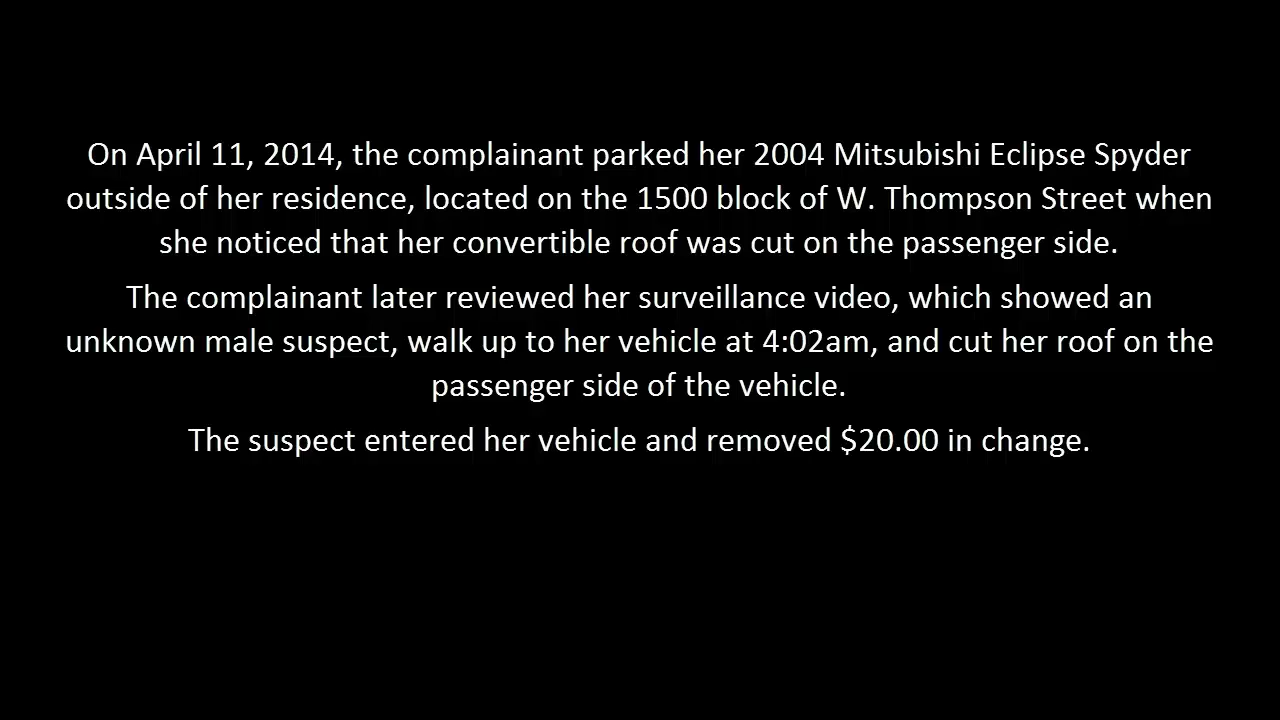 On April 11, 2014, the complainant parked her 2004 Mitsubishi Eclipse Spyder
outside of her residence, located on the 1500 block of W. Thompson Street when
she noticed that her convertible roof was cut on the passenger side.
The complainant later reviewed her surveillance video, which showed an
unknown male suspect, walk up to her vehicle at 4:02am, and cut her roof on the
passenger side of the vehicle.
The suspect entered her vehicle and removed $20.00 in change.